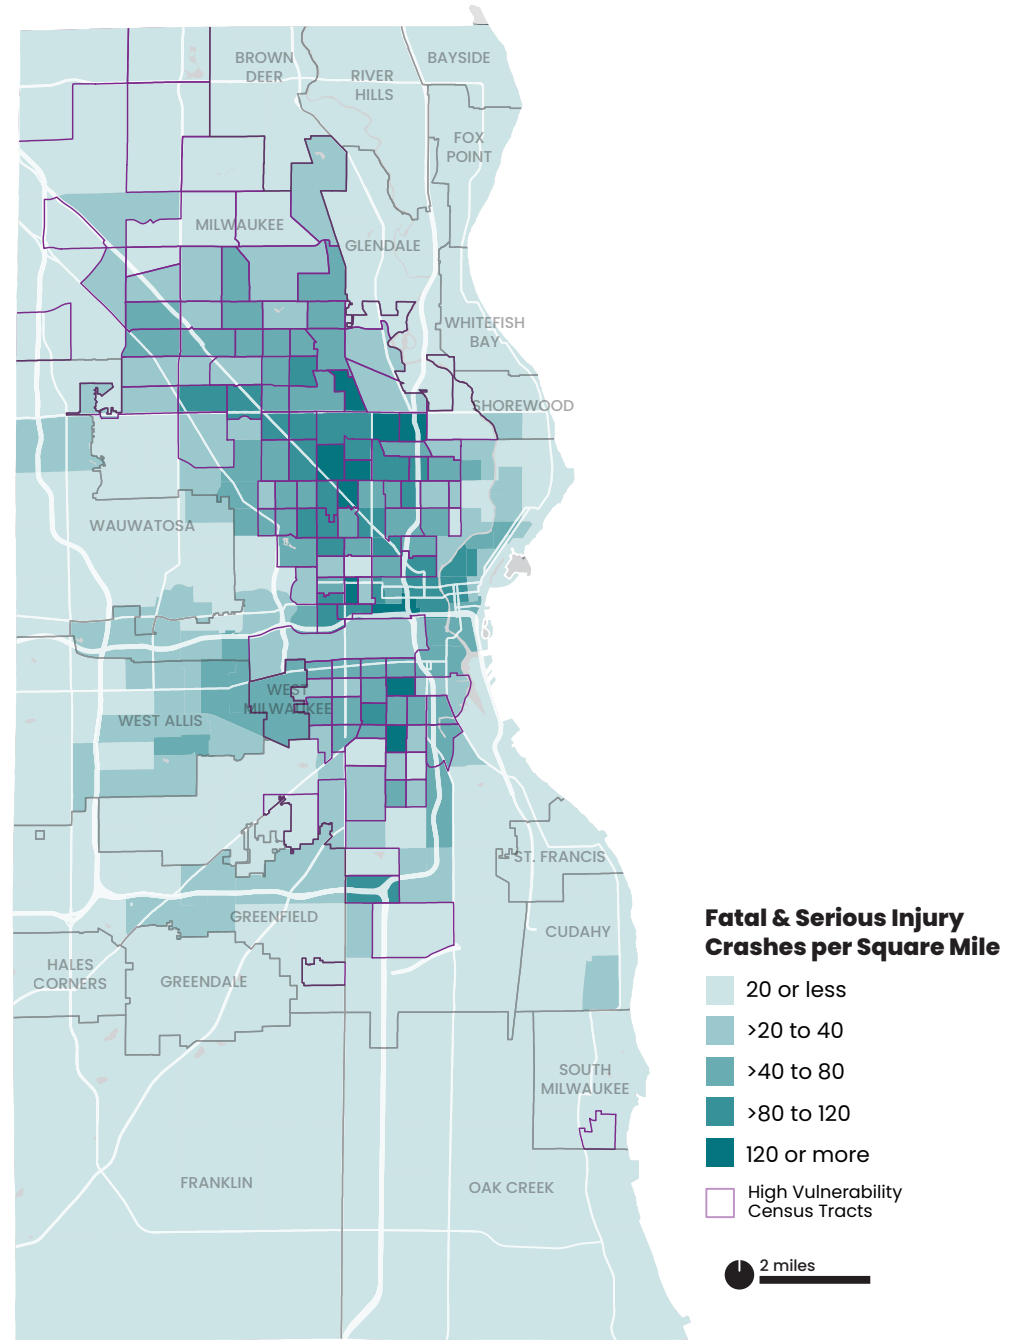 BROWN
DEER
BAYSIDE
RIVER
HILLS
FOX
POINT
MILWAUKEE
GLENDALE
WHITEFISH
BAY
SHOREWOOD
WAUWATOSA
WEST
MILWAUKEE
WEST ALLIS
ST. FRANCIS
GREENFIELD
CUDAHY
HALES
CORNERS
GREENDALE
SOUTH
MILWAUKEE
FRANKLIN
OAK CREEK
Fatal & Serious Injury
Crashes per Square Mile
20 or less
>20 to 40
>40 to 80
>80 to 120
120 or more
High Vulnerability
Census Tracts
2 miles